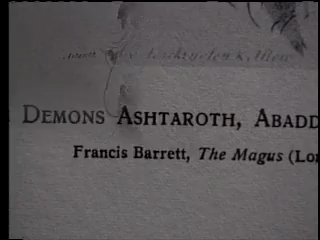 DEMONS ASHTAROTH, ABADD
Francis Barrett, The Magus (Lo